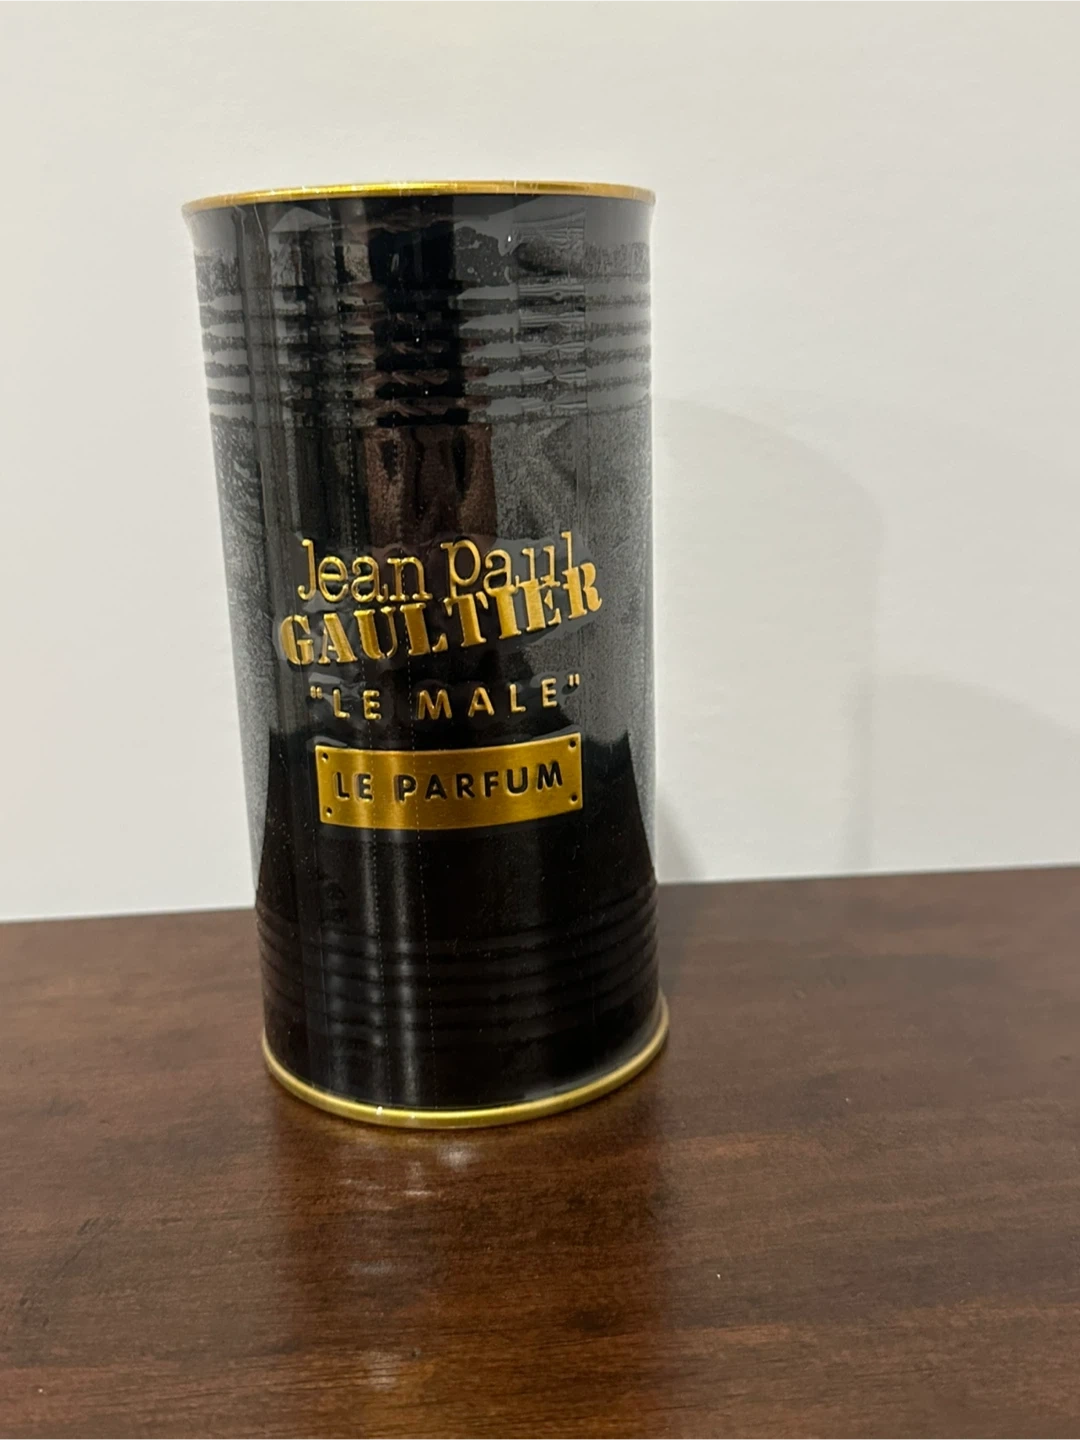 Jean Paul
GAULTIER
"LE MALE"
LE PARFUM